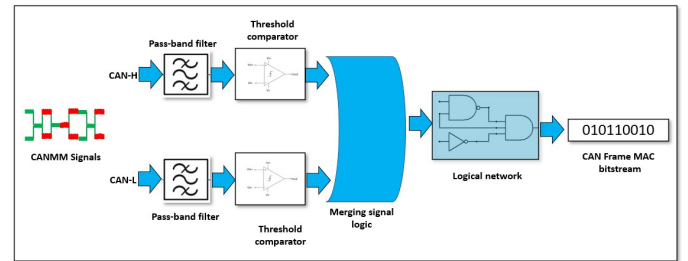 Threshold
comparator
Pass-band filter
CAN-H
CANMM Signals
CAN-L
Pass-band filter
Threshold
comparator
Merging signal
logic
Logical network
010110010
CAN Frame MAC
bitstream